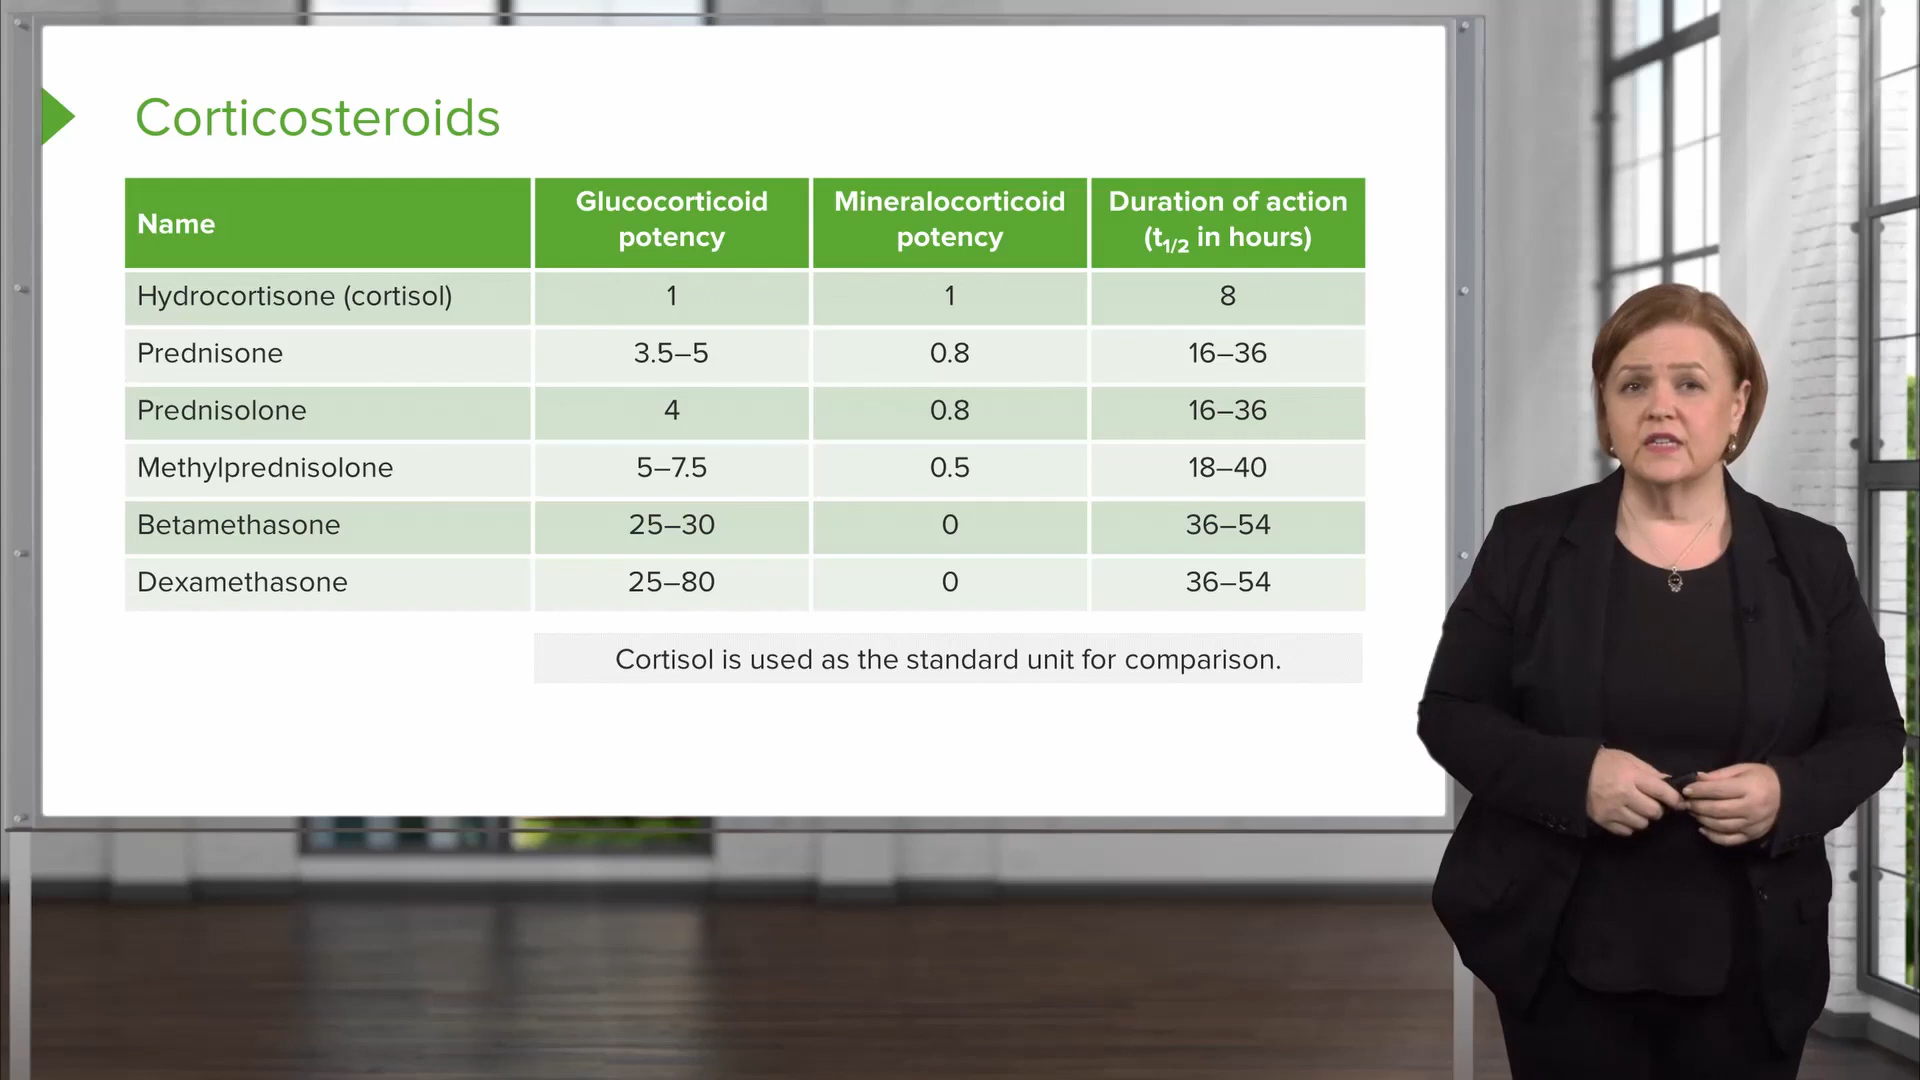 Corticosteroids
Name
Glucocorticoid
potency
Mineralocorticoid
potency
Duration of action
(t1/2 in hours)
Hydrocortisone (cortisol) 1 1 8
Prednisone 3.5–5 0.8 16–36
Prednisolone 4 0.8 16–36
Methylprednisolone 5–7.5 0.5 18–40
Betamethasone 25–30 0 36–54
Dexamethasone 25–80 0 36–54
Cortisol is used as the standard unit for comparison.